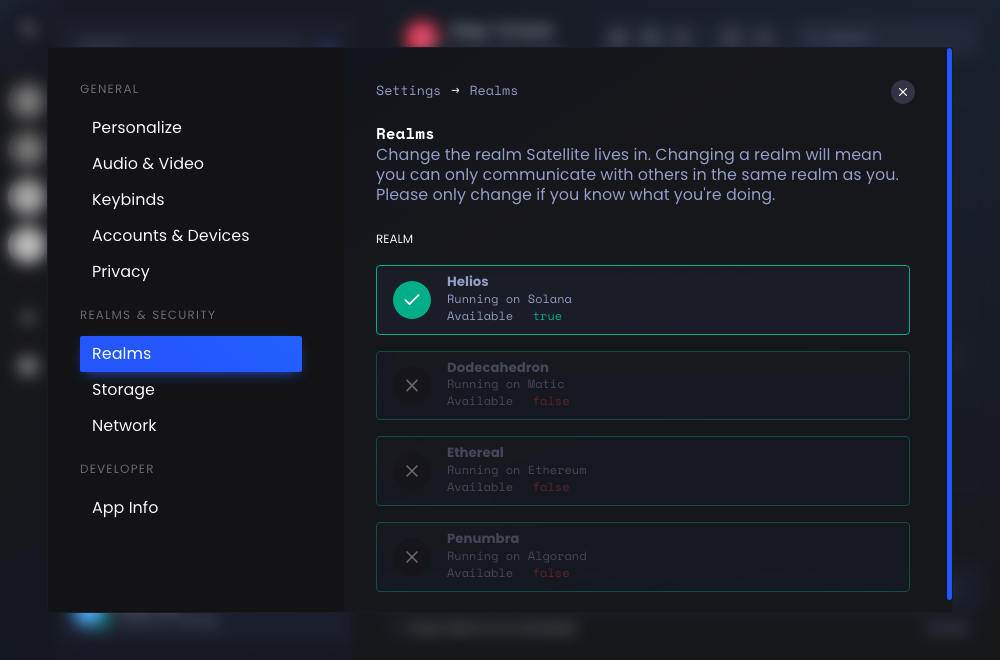 GENERAL
Personalize
Audio & Video
Keybinds
Accounts & Devices
Privacy
REALMS & SECURITY
Realms
Storage
Network
DEVELOPER
App Info
Settings → Realms
Realms
Change the realm Satellite lives in. Changing a realm will mean
you can only communicate with others in the same realm as you.
Please only change if you know what you're doing.
REALM
Helios
Running on Solana
Available true
Dodecahedron
Running on Matic
Available false
Ethereal
Running on Ethereum
Available false
Penumbra
Running on Algorand
Available false